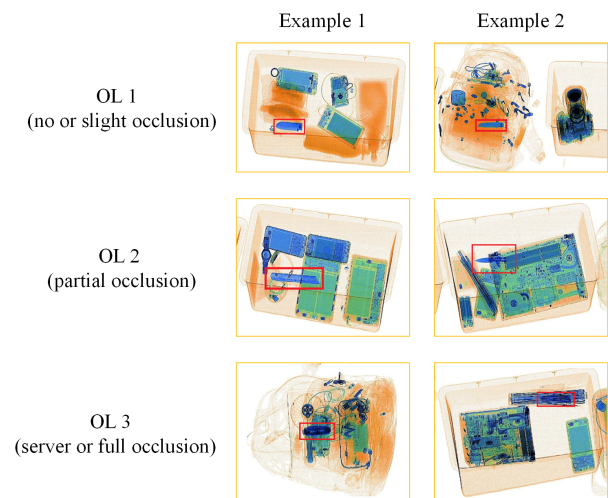 Example 1
Example 2
OL 1
(no or slight occlusion)
OL 2
(partial occlusion)
OL 3
(server or full occlusion)